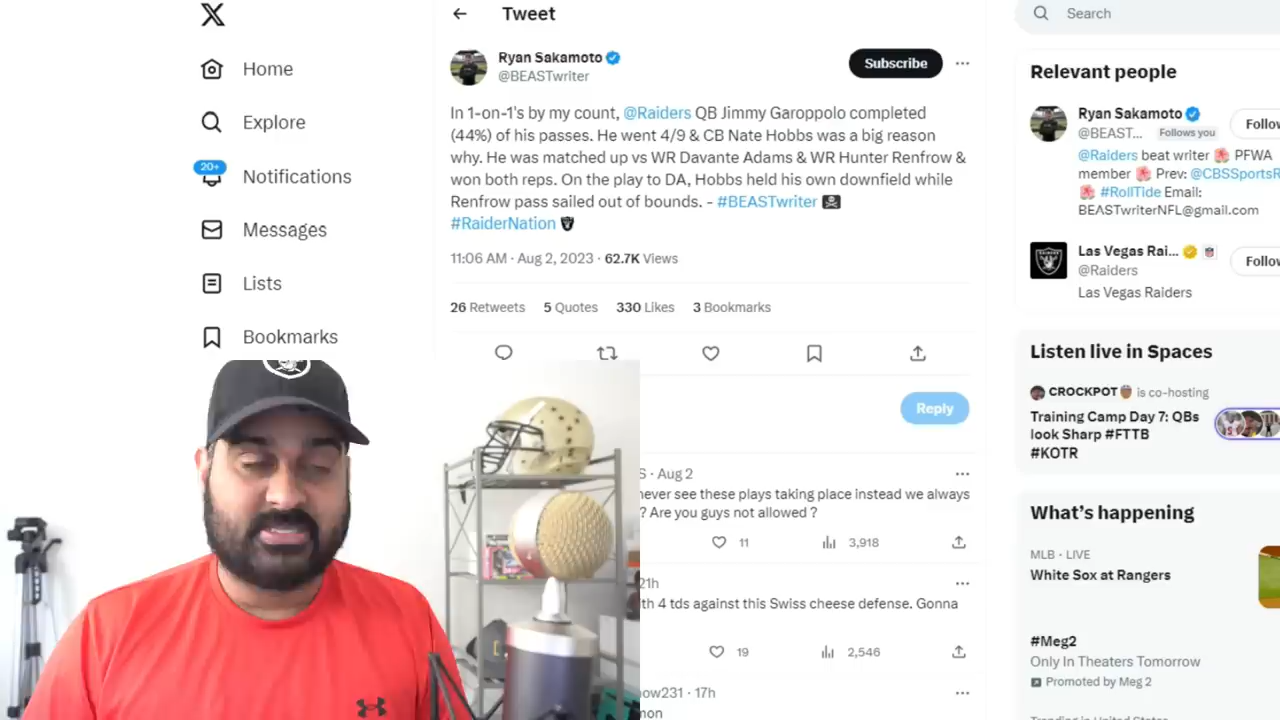 Tweet
Search
Ryan Sakamoto
@BEASTwriter
Subscribe
Home
Explore
20+
Notifications
Messages
Lists
Bookmarks
In 1-on-1's by my count, @Raiders QB Jimmy Garoppolo completed
(44%) of his passes. He went 4/9 & CB Nate Hobbs was a big reason
why. He was matched up vs WR Davante Adams & WR Hunter Renfrow &
won both reps. On the play to DA, Hobbs held his own downfield while
Renfrow pass sailed out of bounds. - #BEASTwriter
#RaiderNation
11:06 AM · Aug 2, 2023 · 62.7K Views
26 Retweets 5 Quotes 330 Likes 3 Bookmarks
Reply
S · Aug 2
never see these plays taking place instead we always
? Are you guys not allowed ?
11 3,918
21h
th 4 tds against this Swiss cheese defense. Gonna
19 2,546
now231 · 17h
mon
Relevant people
Ryan Sakamoto
@BEAST... Follows you
Follo
@Raiders beat writer PFWA
member Prev: @CBSSportsR
#RollTide Email:
BEASTwriterNFL@gmail.com
Las Vegas Rai...
@Raiders
Follo
Las Vegas Raiders
Listen live in Spaces
CROCKPOT is co-hosting
Training Camp Day 7: QBs
look Sharp #FTTB
#KOTR
What's happening
MLB · LIVE
White Sox at Rangers
#Meg2
Only In Theaters Tomorrow
Promoted by Meg 2
Trending in United States